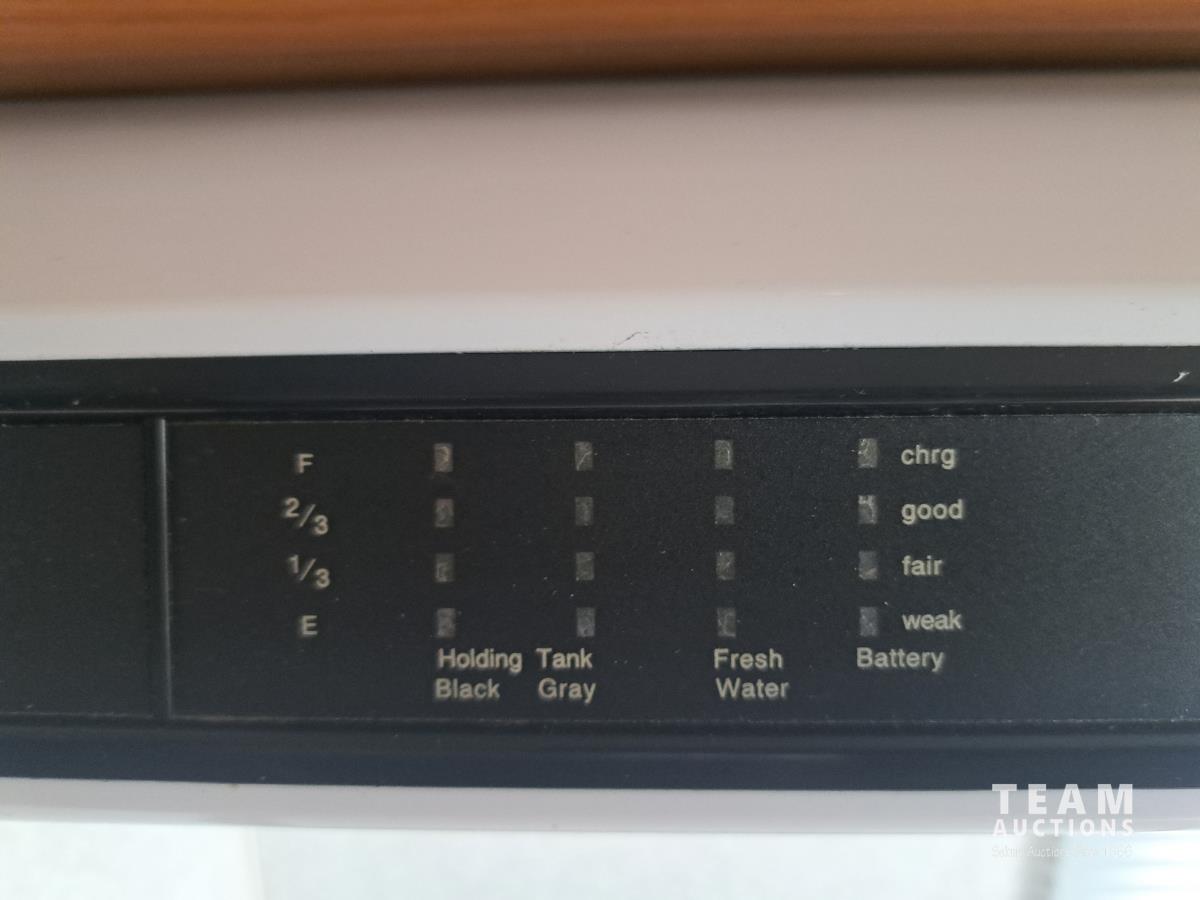 F
chrg
2/3
good
1/3
fair
E
weak
Holding Tank
Black Gray
Fresh
Water
Battery
TEAM
AUCTIONS